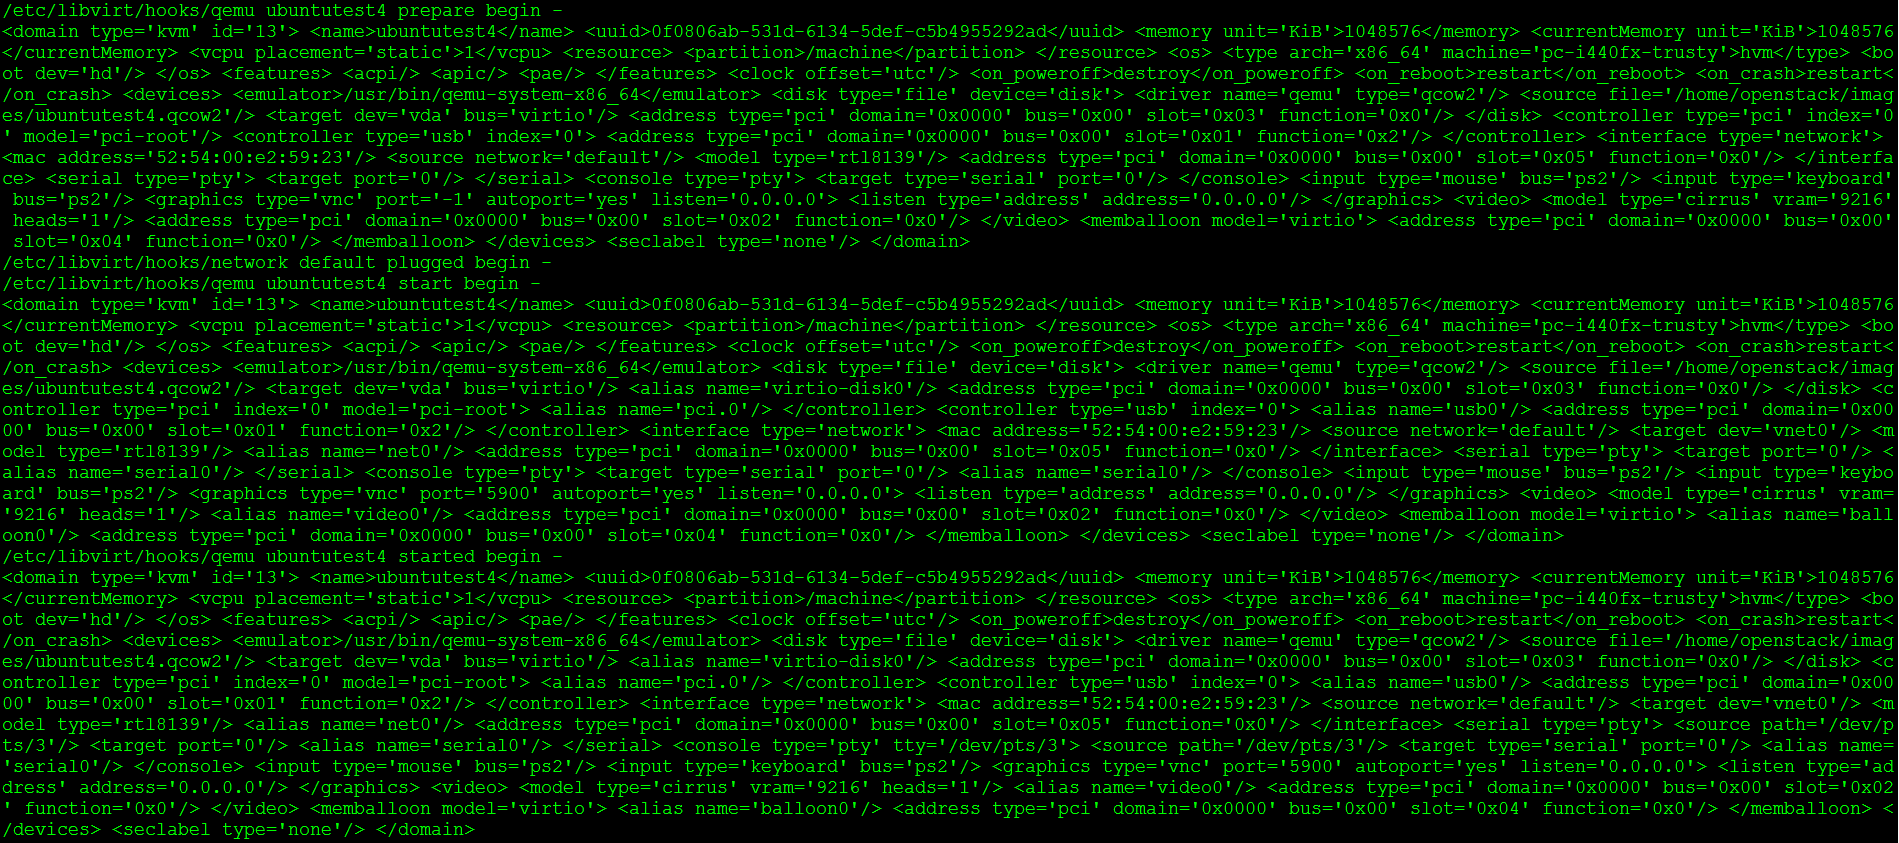 /etc/libvirt/hooks/qemu ubuntutest4 prepare begin -
<domain type='kvm' id='13'> <name>ubuntutest4</name> <uuid>0f0806ab-531d-6134-5def-c5b4955292ad</uuid> <memory unit='KiB'>1048576</memory> <currentMemory unit='KiB'>1048576
</currentMemory> <vcpu placement='static'>1</vcpu> <resource> <partition>/machine</partition> </resource> <os> <type arch='x86_64' machine='pc-i440fx-trusty'>hvm</type> <bo
ot dev='hd'/> </os> <features> <acpi/> <apic/> <pae/> </features> <clock offset='utc'/> <on_poweroff>destroy</on_poweroff> <on_reboot>restart</on_reboot> <on_crash>restart<
/on_crash> <devices> <emulator>/usr/bin/qemu-system-x86_64</emulator> <disk type='file' device='disk'> <driver name='qemu' type='qcow2'/> <source file='/home/openstack/imag
es/ubuntutest4.qcow2'/> <target dev='vda' bus='virtio'/> <address type='pci' domain='0x0000' bus='0x00' slot='0x03' function='0x0'/> </disk> <controller type='pci' index='0
' model='pci-root'/> <controller type='usb' index='0'> <address type='pci' domain='0x0000' bus='0x00' slot='0x01' function='0x2'/> </controller> <interface type='network'>
<mac address='52:54:00:e2:59:23'/> <source network='default'/> <model type='rtl8139'/> <address type='pci' domain='0x0000' bus='0x00' slot='0x05' function='0x0'/> </interfa
ce> <serial type='pty'> <target port='0'/> </serial> <console type='pty'> <target type='serial' port='0'/> </console> <input type='mouse' bus='ps2'/> <input type='keyboard'
 bus='ps2'/> <graphics type='vnc' port='-1' autoport='yes' listen='0.0.0.0'> <listen type='address' address='0.0.0.0'/> </graphics> <video> <model type='cirrus' vram='9216'
 heads='1'/> <address type='pci' domain='0x0000' bus='0x00' slot='0x02' function='0x0'/> </video> <memballoon model='virtio'> <address type='pci' domain='0x0000' bus='0x00'
 slot='0x04' function='0x0'/> </memballoon> </devices> <seclabel type='none'/> </domain>
/etc/libvirt/hooks/network default plugged begin -
/etc/libvirt/hooks/qemu ubuntutest4 start begin -
<domain type='kvm' id='13'> <name>ubuntutest4</name> <uuid>0f0806ab-531d-6134-5def-c5b4955292ad</uuid> <memory unit='KiB'>1048576</memory> <currentMemory unit='KiB'>1048576
</currentMemory> <vcpu placement='static'>1</vcpu> <resource> <partition>/machine</partition> </resource> <os> <type arch='x86_64' machine='pc-i440fx-trusty'>hvm</type> <bo
ot dev='hd'/> </os> <features> <acpi/> <apic/> <pae/> </features> <clock offset='utc'/> <on_poweroff>destroy</on_poweroff> <on_reboot>restart</on_reboot> <on_crash>restart<
/on_crash> <devices> <emulator>/usr/bin/qemu-system-x86_64</emulator> <disk type='file' device='disk'> <driver name='qemu' type='qcow2'/> <source file='/home/openstack/imag
es/ubuntutest4.qcow2'/> <target dev='vda' bus='virtio'/> <alias name='virtio-disk0'/> <address type='pci' domain='0x0000' bus='0x00' slot='0x03' function='0x0'/> </disk> <c
ontroller type='pci' index='0' model='pci-root'> <alias name='pci.0'/> </controller> <controller type='usb' index='0'> <alias name='usb0'/> <address type='pci' domain='0x00
00' bus='0x00' slot='0x01' function='0x2'/> </controller> <interface type='network'> <mac address='52:54:00:e2:59:23'/> <source network='default'/> <target dev='vnet0'/> <m
odel type='rtl8139'/> <alias name='net0'/> <address type='pci' domain='0x0000' bus='0x00' slot='0x05' function='0x0'/> </interface> <serial type='pty'> <target port='0'/> <
alias name='serial0'/> </serial> <console type='pty'> <target type='serial' port='0'/> <alias name='serial0'/> </console> <input type='mouse' bus='ps2'/> <input type='keybo
ard' bus='ps2'/> <graphics type='vnc' port='5900' autoport='yes' listen='0.0.0.0'> <listen type='address' address='0.0.0.0'/> </graphics> <video> <model type='cirrus' vram=
'9216' heads='1'/> <alias name='video0'/> <address type='pci' domain='0x0000' bus='0x00' slot='0x02' function='0x0'/> </video> <memballoon model='virtio'> <alias name='ball
oon0'/> <address type='pci' domain='0x0000' bus='0x00' slot='0x04' function='0x0'/> </memballoon> </devices> <seclabel type='none'/> </domain>
/etc/libvirt/hooks/qemu ubuntutest4 started begin -
<domain type='kvm' id='13'> <name>ubuntutest4</name> <uuid>0f0806ab-531d-6134-5def-c5b4955292ad</uuid> <memory unit='KiB'>1048576</memory> <currentMemory unit='KiB'>1048576
</currentMemory> <vcpu placement='static'>1</vcpu> <resource> <partition>/machine</partition> </resource> <os> <type arch='x86_64' machine='pc-i440fx-trusty'>hvm</type> <bo
ot dev='hd'/> </os> <features> <acpi/> <apic/> <pae/> </features> <clock offset='utc'/> <on_poweroff>destroy</on_poweroff> <on_reboot>restart</on_reboot> <on_crash>restart<
/on_crash> <devices> <emulator>/usr/bin/qemu-system-x86_64</emulator> <disk type='file' device='disk'> <driver name='qemu' type='qcow2'/> <source file='/home/openstack/imag
es/ubuntutest4.qcow2'/> <target dev='vda' bus='virtio'/> <alias name='virtio-disk0'/> <address type='pci' domain='0x0000' bus='0x00' slot='0x03' function='0x0'/> </disk> <c
ontroller type='pci' index='0' model='pci-root'> <alias name='pci.0'/> </controller> <controller type='usb' index='0'> <alias name='usb0'/> <address type='pci' domain='0x00
00' bus='0x00' slot='0x01' function='0x2'/> </controller> <interface type='network'> <mac address='52:54:00:e2:59:23'/> <source network='default'/> <target dev='vnet0'/> <m
odel type='rtl8139'/> <alias name='net0'/> <address type='pci' domain='0x0000' bus='0x00' slot='0x05' function='0x0'/> </interface> <serial type='pty'> <source path='/dev/p
ts/3'/> <target port='0'/> <alias name='serial0'/> </serial> <console type='pty' tty='/dev/pts/3'> <source path='/dev/pts/3'/> <target type='serial' port='0'/> <alias name=
'serial0'/> </console> <input type='mouse' bus='ps2'/> <input type='keyboard' bus='ps2'/> <graphics type='vnc' port='5900' autoport='yes' listen='0.0.0.0'> <listen type='ad
dress' address='0.0.0.0'/> </graphics> <video> <model type='cirrus' vram='9216' heads='1'/> <alias name='video0'/> <address type='pci' domain='0x0000' bus='0x00' slot='0x02
' function='0x0'/> </video> <memballoon model='virtio'> <alias name='balloon0'/> <address type='pci' domain='0x0000' bus='0x00' slot='0x04' function='0x0'/> </memballoon> <
/devices> <seclabel type='none'/> </domain>